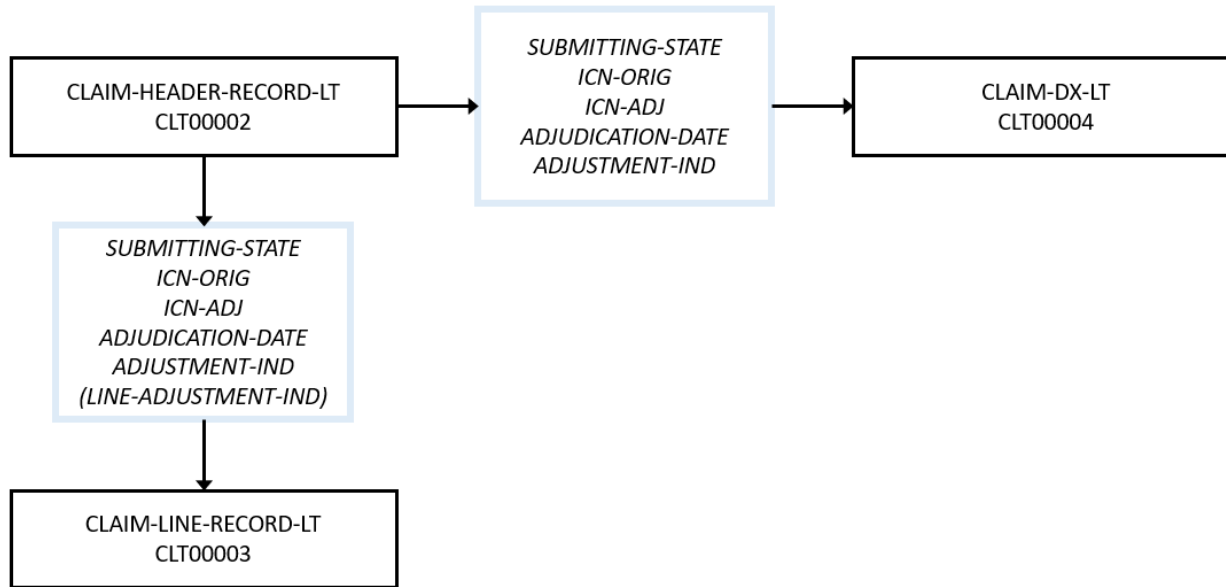 CLAIM-HEADER-RECORD-LT
CLT00002
SUBMITTING-STATE
ICN-ORIG
ICN-ADJ
ADJUDICATION-DATE
ADJUSTMENT-IND
CLAIM-DX-LT
CLT00004
SUBMITTING-STATE
ICN-ORIG
ICN-ADJ
ADJUDICATION-DATE
ADJUSTMENT-IND
(LINE-ADJUSTMENT-IND)
CLAIM-LINE-RECORD-LT
CLT00003